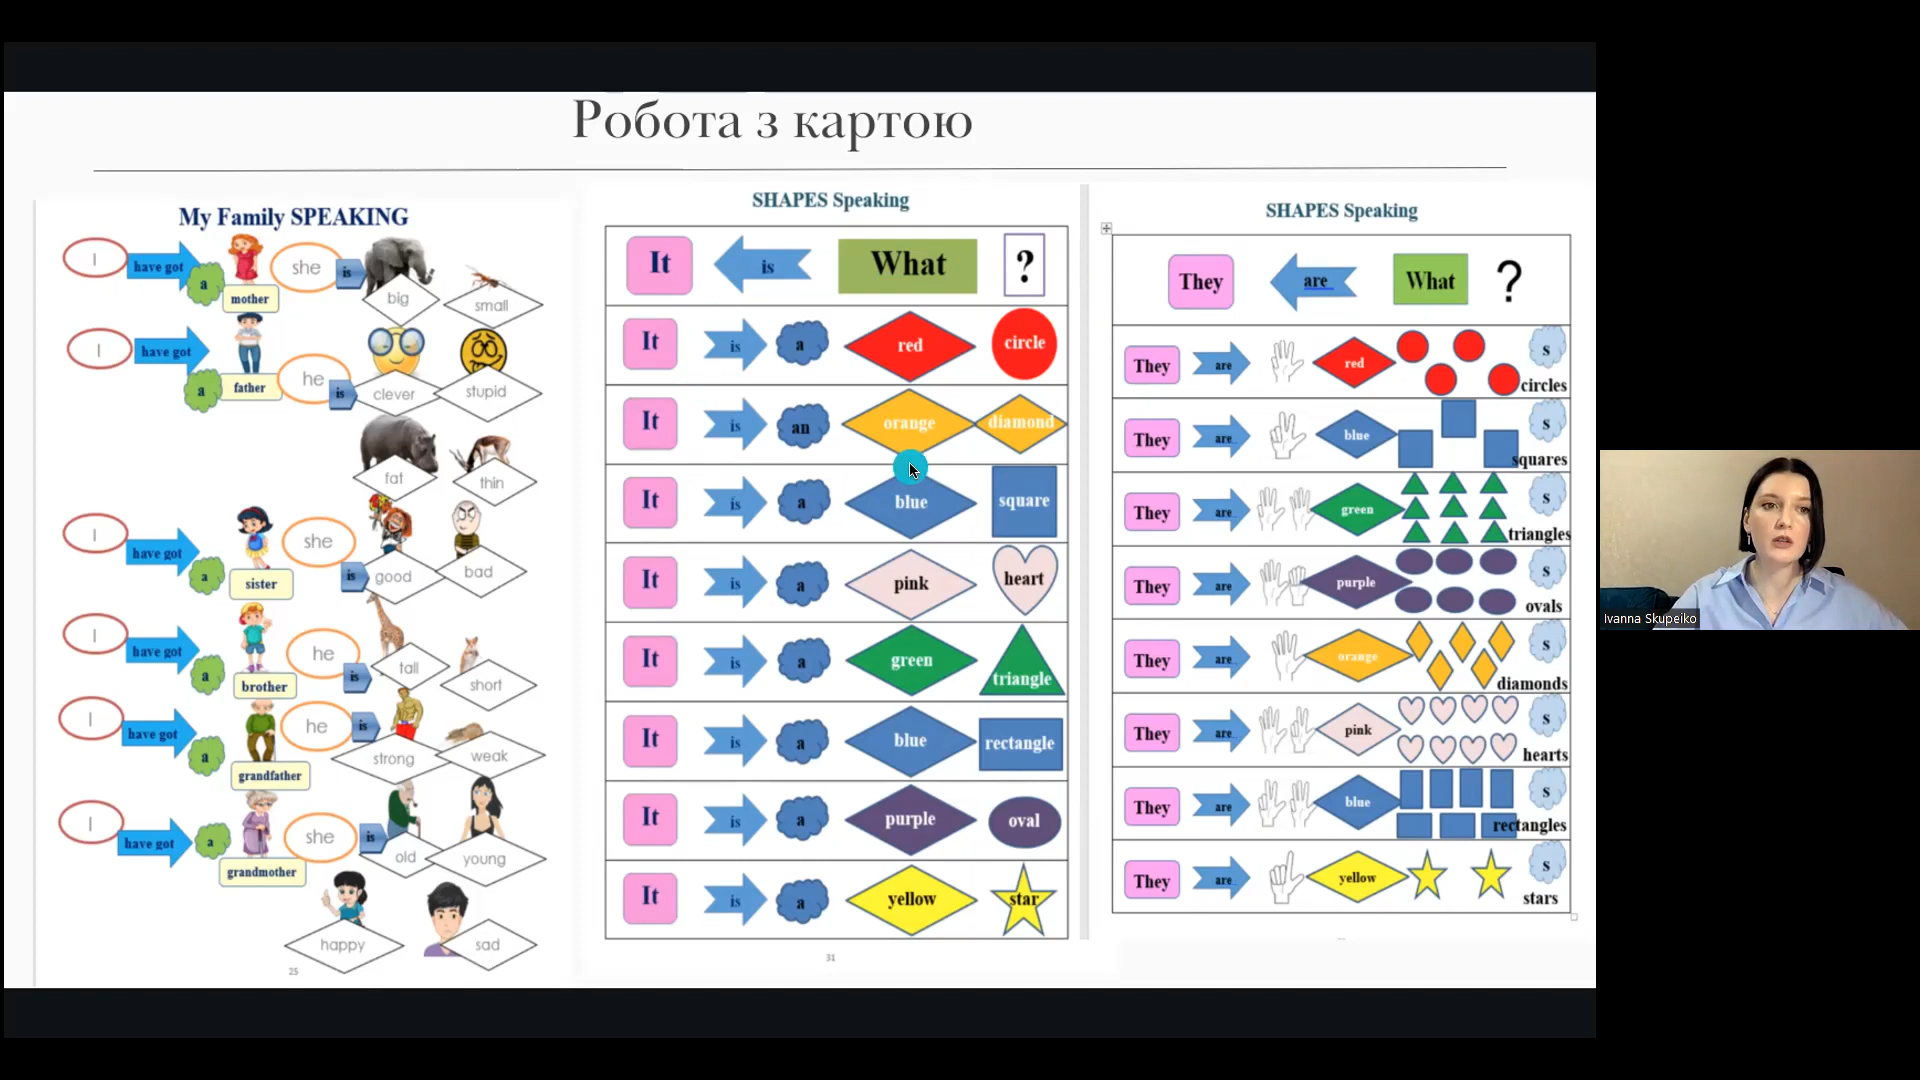 Робота з картою
My Family SPEAKING
I have got a mother she is big small
I have got a father he is clever stupid
fat thin
I have got a sister she is good bad
I have got a brother he is tall short
I have got a grandfather he is strong weak
I have got a grandmother she is old young
happy sad
25
SHAPES Speaking
It is What ?
It is a red circle
It is an orange diamond
It is a blue square
It is a pink heart
It is a green triangle
It is a blue rectangle
It is a purple oval
It is a yellow star
31
SHAPES Speaking
They are What ?
They are red s circles
They are blue s squares
They are green s triangles
They are purple s ovals
They are orange s diamonds
They are pink s hearts
They are blue s rectangles
They are yellow s stars
Ivanna Skupeiko